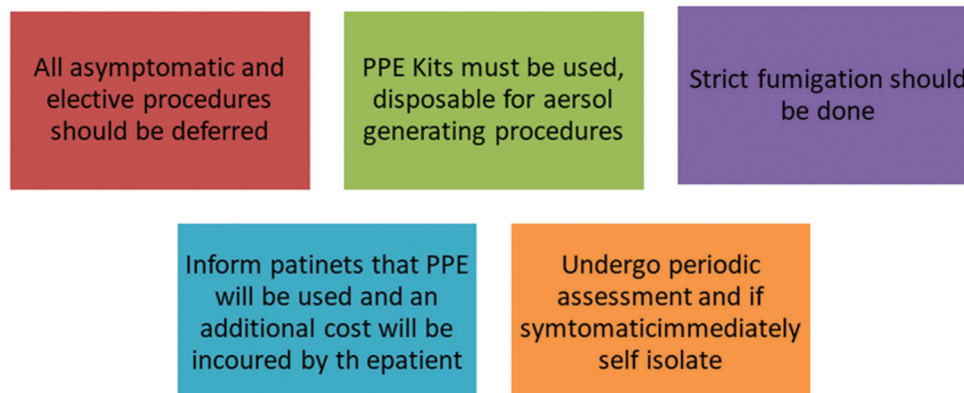 All asymptomatic and
elective procedures
should be deferred
PPE Kits must be used,
disposable for aersol
generating procedures
Strict fumigation should
be done
Inform patinets that PPE
will be used and an
additional cost will be
incoured by th epatient
Undergo periodic
assessment and if
symtomaticimmediately
self isolate